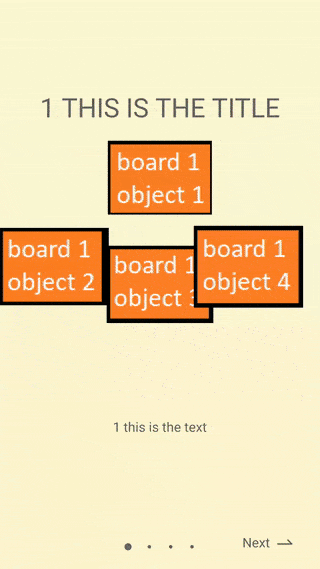 1 THIS IS THE TITLE
board 1
object 1
board 1
object 2
board 1
object
board 1
object 4
1 this is the text
Next